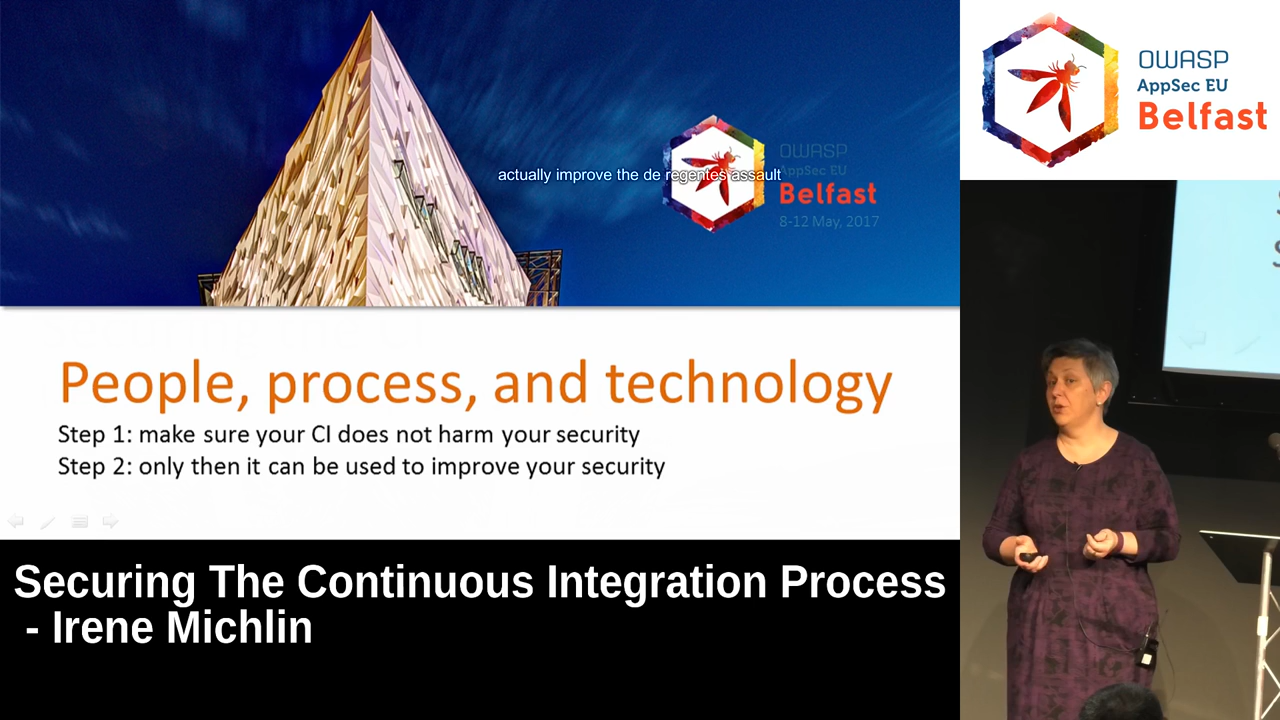 OWASP
AppSec EU
Belfast
8-12 May, 2017
actually improve the de regentes assault
People, process, and technology
Step 1: make sure your CI does not harm your security
Step 2: only then it can be used to improve your security
Securing The Continuous Integration Process
- Irene Michlin
OWASP
AppSec EU
Belfast